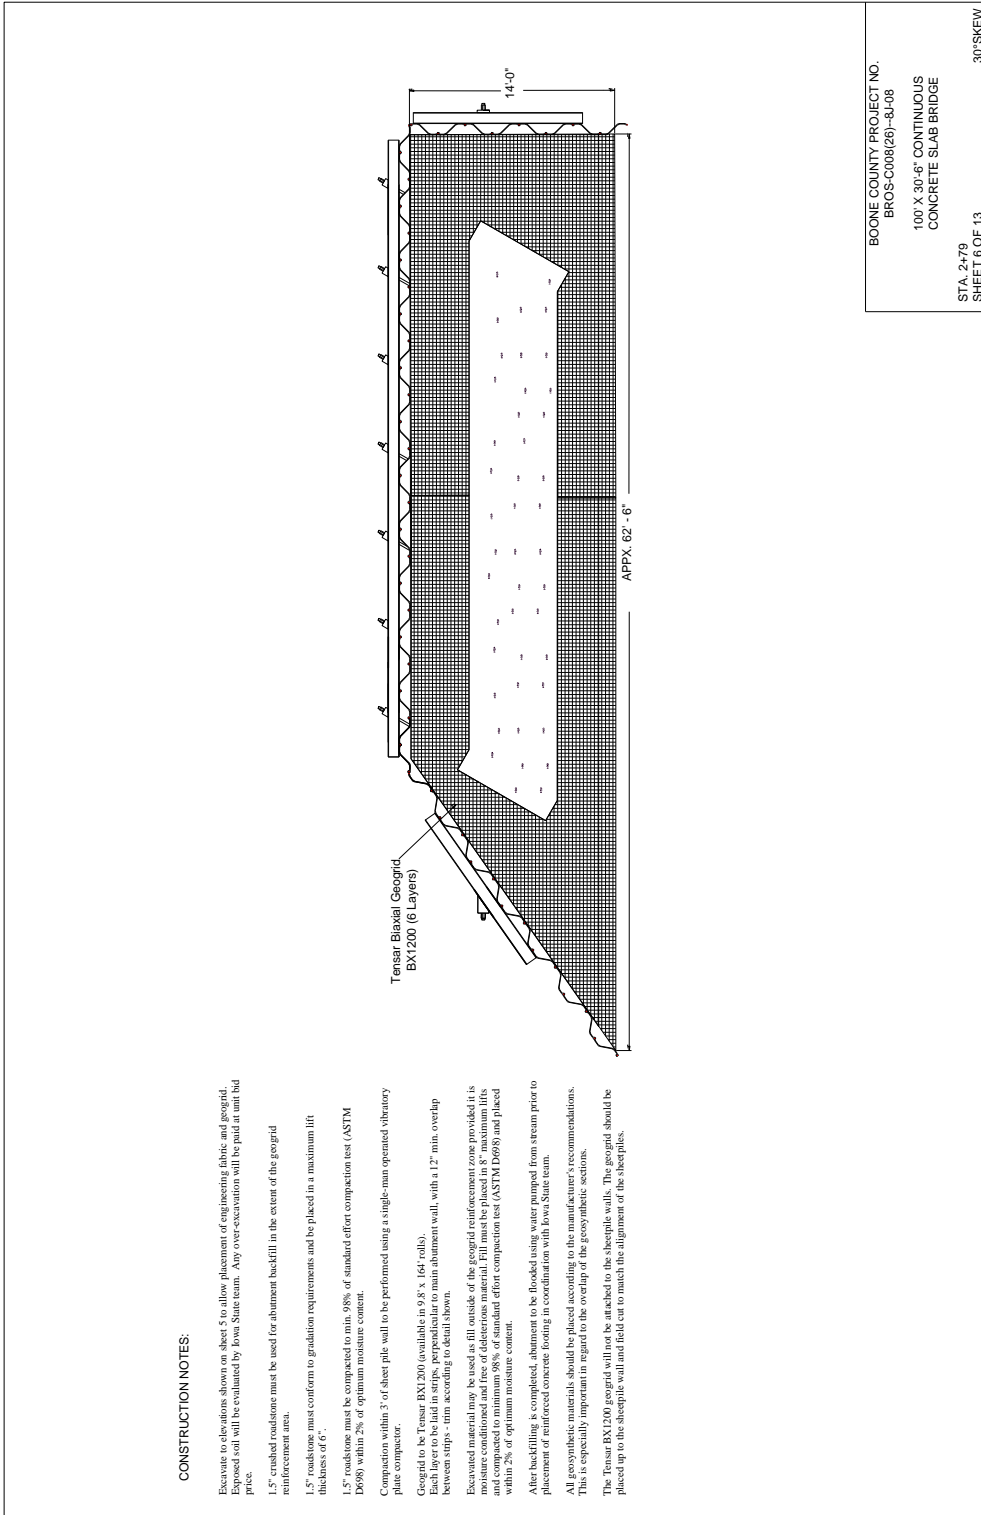 CONSTRUCTION NOTES:
Excavate to elevations shown on sheet 5 to allow placement of engineering fabric and geogrid.
Exposed soil will be evaluated by Iowa State team. Any over-excavation will be paid at unit bid
price.
1.5" crushed roadstone must be used for abutment backfill in the extent of the geogrid
reinforcement area.
1.5" roadstone must conform to gradation requirements and be placed in a maximum lift
thickness of 6".
1.5" roadstone must be compacted to min. 98% of standard effort compaction test (ASTM
D698) within 2% of optimum moisture content.
Compaction within 3' of sheet pile wall to be performed using a single-man operated vibratory
plate compactor.
Geogrid to be Tensar BX1200 (available in 9.8' x 164' rolls).
Each layer to be laid in strips, perpendicular to main abutment wall, with a 12" min. overlap
between strips - trim according to detail shown.
Excavated material may be used as fill outside of the geogrid reinforcement zone provided it is
moisture conditioned and free of deleterious material. Fill must be placed in 8" maximum lifts
and compacted to minimum 98% of standard effort compaction test (ASTM D698) and placed
within 2% of optimum moisture content.
After backfilling is completed, abutment to be flooded using water pumped from stream prior to
placement of reinforced concrete footing in coordination with Iowa State team.
All geosynthetic materials should be placed according to the manufacturer's recommendations.
This is especially important in regard to the overlap of the geosynthetic sections.
The Tensar BX1200 geogrid will not be attached to the sheetpile walls. The geogrid should be
placed up to the sheetpile wall and field cut to match the alignment of the sheetpiles.
Tensar Biaxial Geogrid
BX1200 (6 Layers)
APPX. 62' - 6"
14'-0"
BOONE COUNTY PROJECT NO.
BROS-C008(26)--8J-08
100' X 30'-6" CONTINUOUS
CONCRETE SLAB BRIDGE
STA. 2+79
30°SKEW
SHEET 6 OF 13